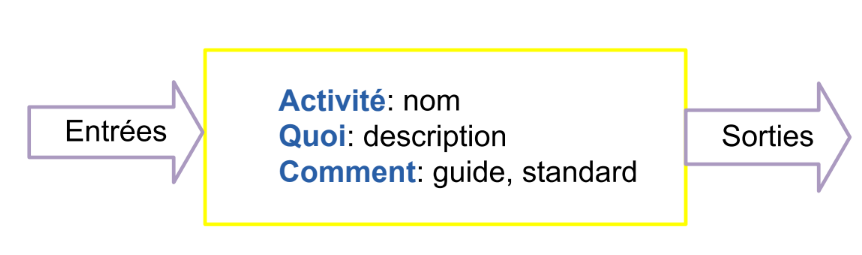 Entrées
Activité: nom
Quoi: description
Comment: guide, standard
Sorties